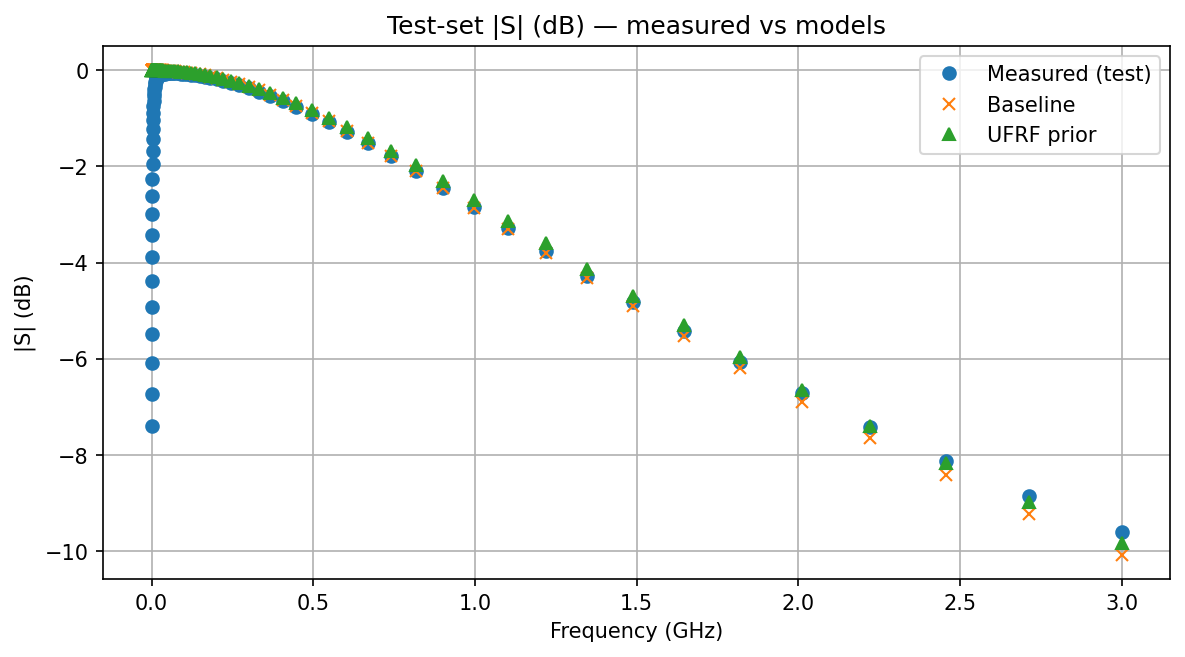 Test-set |S| (dB) — measured vs models
Measured (test)
Baseline
UFRF prior
|S| (dB)
0
−2
−4
−6
−8
−10
0.0 0.5 1.0 1.5 2.0 2.5 3.0
Frequency (GHz)